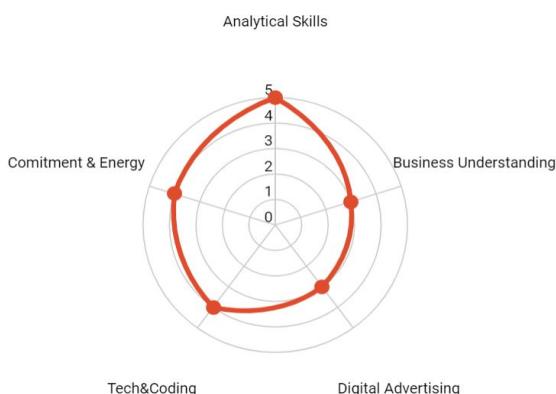 Analytical Skills
5
4
Comitment & Energy
3
Business Understanding
2
1
0
Tech&Coding
Digital Advertising